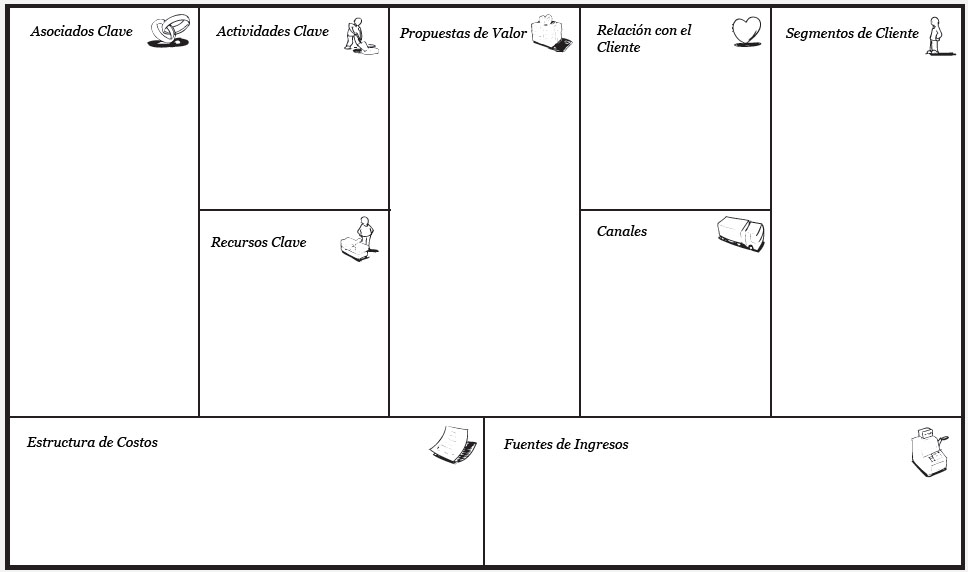 Asociados Clave
Actividades Clave
Propuestas de Valor
Relación con el
Cliente
Segmentos de Cliente
Recursos Clave
Canales
Estructura de Costos
Fuentes de Ingresos